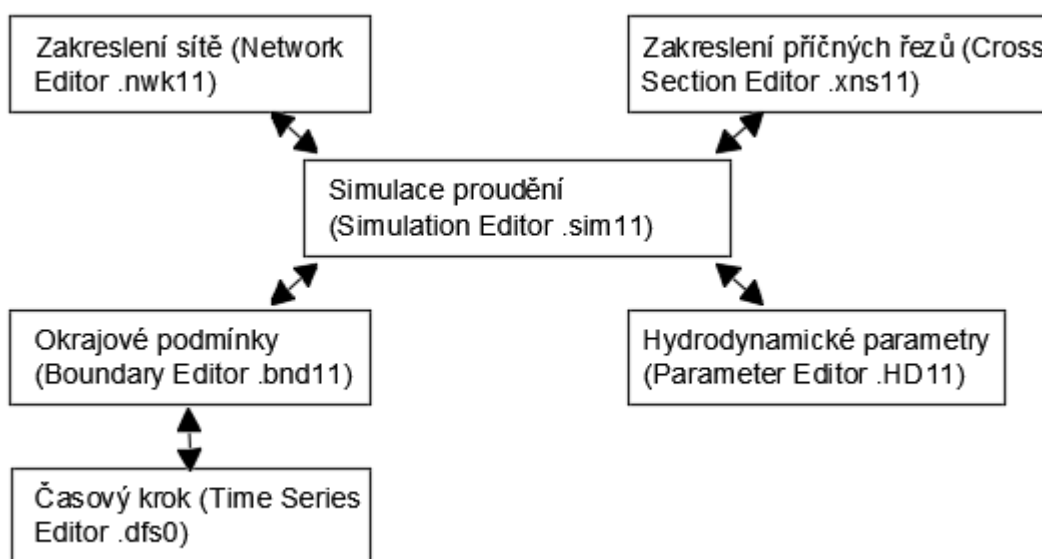 Zakreslení sítě (Network
Editor .nwk11)
Zakreslení příčných řezů (Cross
Section Editor .xns11)
Simulace proudění
(Simulation Editor .sim11)
Okrajové podmínky
(Boundary Editor .bnd11)
Hydrodynamické parametry
(Parameter Editor .HD11)
Časový krok (Time Series
Editor .dfs0)